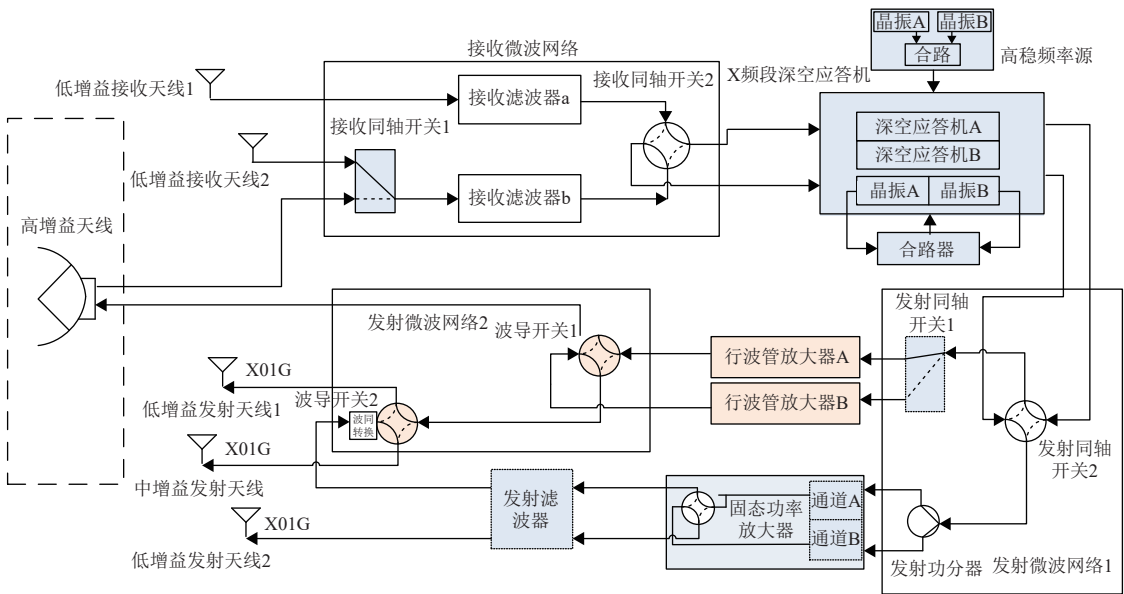 晶振A
晶振B
合路
高稳频率源
接收微波网络
低增益接收天线1
接收滤波器a
接收同轴开关2
X频段深空应答机
接收同轴开关1
深空应答机A
深空应答机B
低增益接收天线2
接收滤波器b
晶振A
晶振B
高增益天线
合路器
发射同轴
开关1
发射微波网络2
波导开关1
行波管放大器A
X01G
低增益发射天线1
波导开关2
行波管放大器B
波同
转换
X01G
发射同轴
开关2
中增益发射天线
发射滤
波器
固态功率
放大器
通道A
通道B
X01G
低增益发射天线2
发射功分器
发射微波网络1